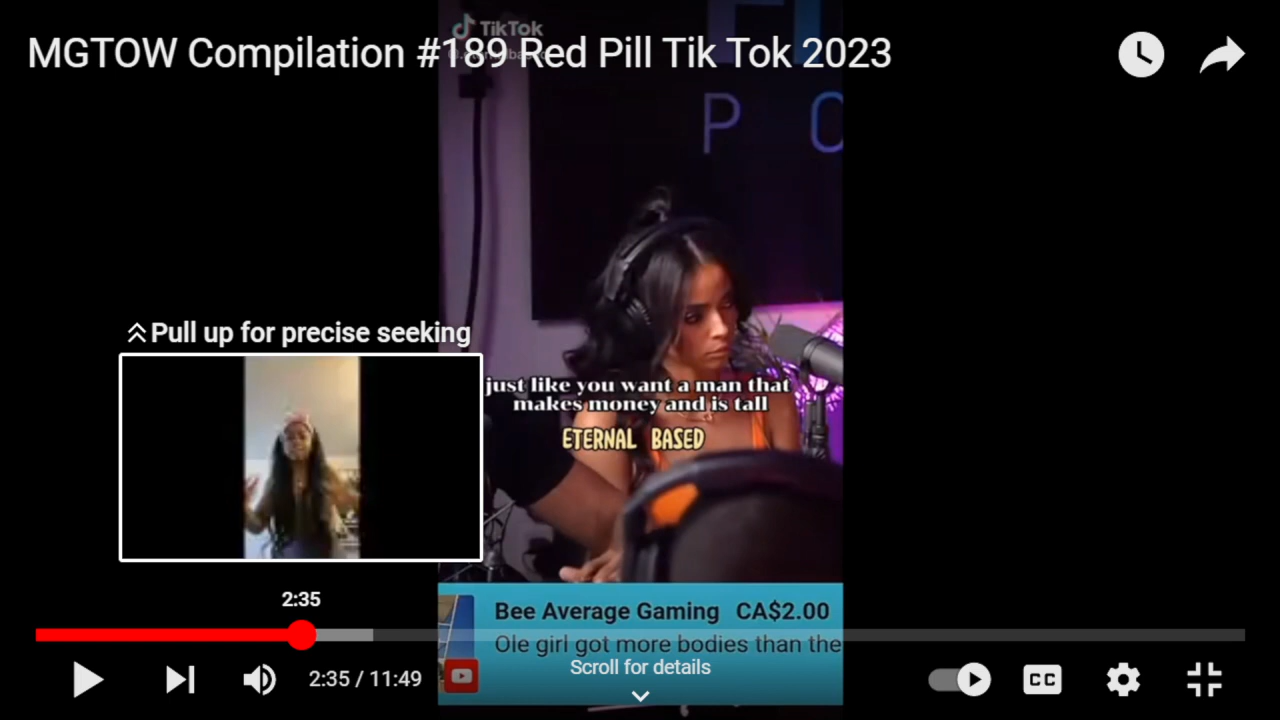 TikTok
MGTOW Compilation #189 Red Pill Tik Tok 2023
P O
Pull up for precise seeking
just like you want a man that
makes money and is tall
ETERNAL BASED
2:35
Bee Average Gaming CA$2.00
Ole girl got more bodies than the
Scroll for details
2:35 / 11:49
CC